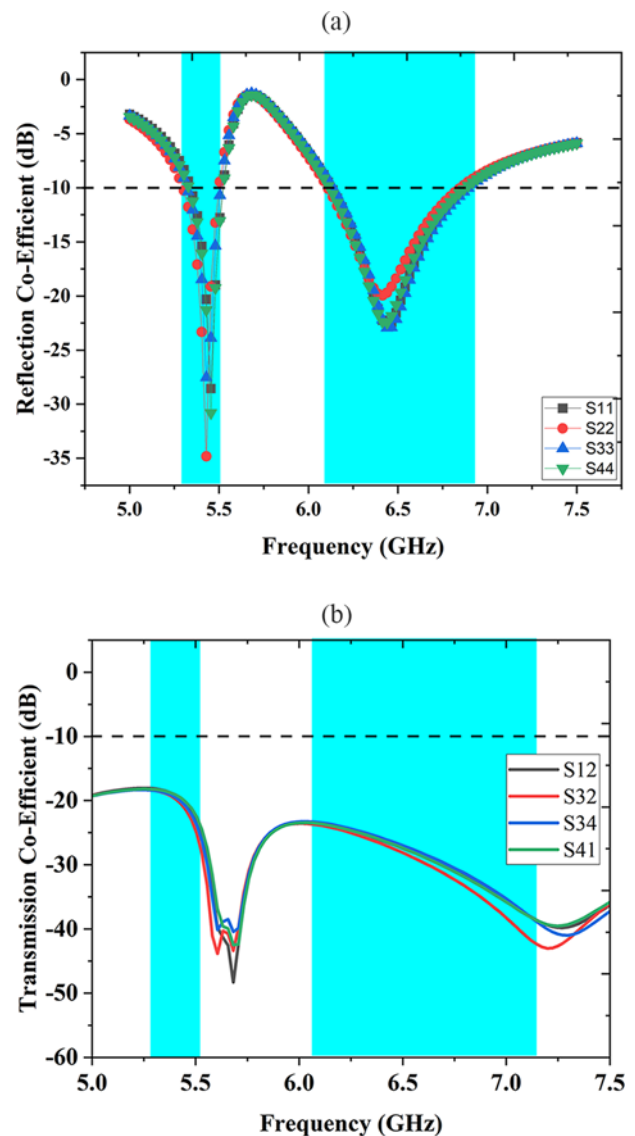 (a)
Reflection Co-Efficient (dB)
0
-5
-10
-15
-20
-25
-30
-35
S11
S22
S33
S44
5.0 5.5 6.0 6.5 7.0 7.5
Frequency (GHz)
(b)
Transmission Co-Efficient (dB)
0
-10
-20
-30
-40
-50
-60
S12
S32
S34
S41
5.0 5.5 6.0 6.5 7.0 7.5
Frequency (GHz)